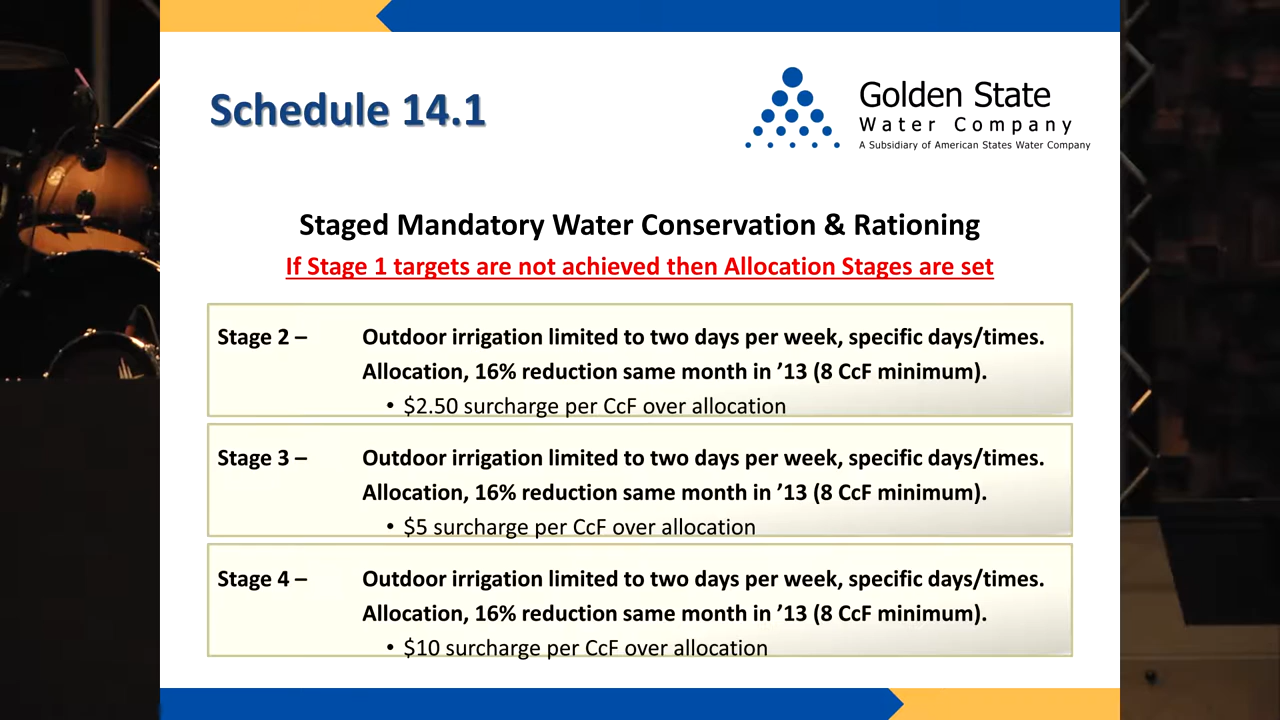 Schedule 14.1
Golden State
Water Company
A Subsidiary of American States Water Company
Staged Mandatory Water Conservation & Rationing
If Stage 1 targets are not achieved then Allocation Stages are set
Stage 2 – Outdoor irrigation limited to two days per week, specific days/times.
Allocation, 16% reduction same month in ’13 (8 CcF minimum).
• $2.50 surcharge per CcF over allocation
Stage 3 – Outdoor irrigation limited to two days per week, specific days/times.
Allocation, 16% reduction same month in ’13 (8 CcF minimum).
• $5 surcharge per CcF over allocation
Stage 4 – Outdoor irrigation limited to two days per week, specific days/times.
Allocation, 16% reduction same month in ’13 (8 CcF minimum).
• $10 surcharge per CcF over allocation